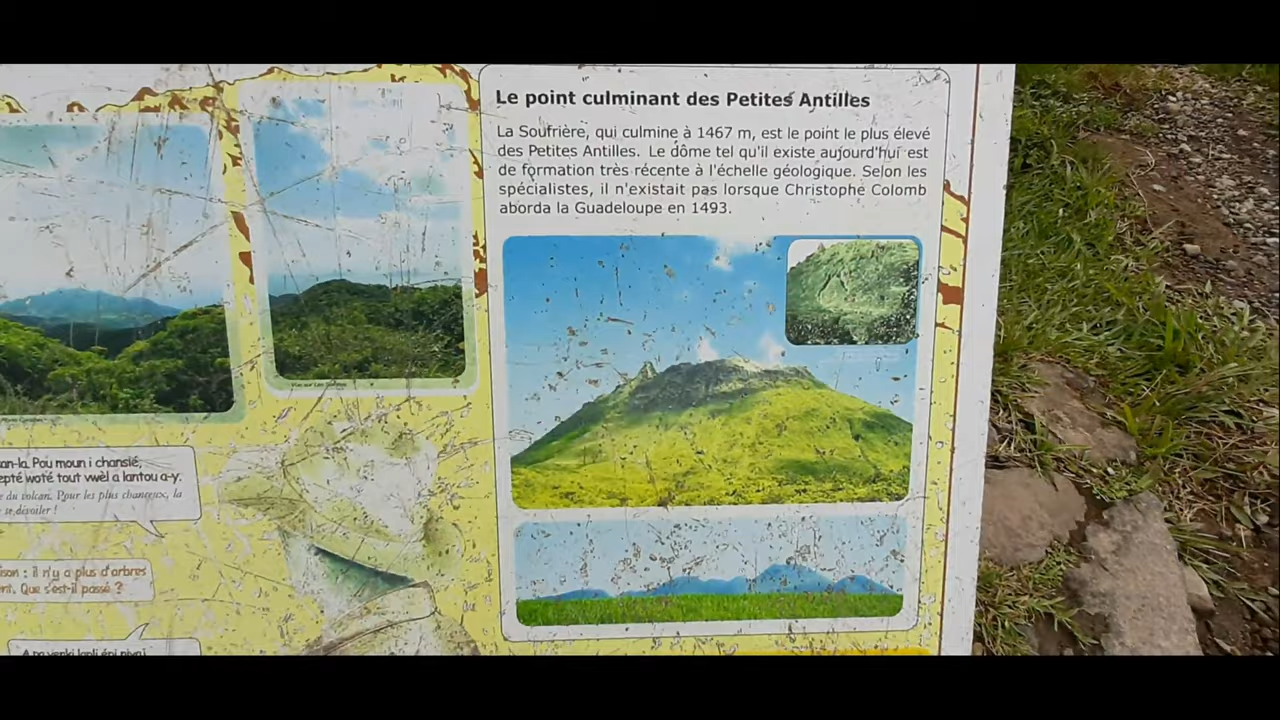 Le point culminant des Petites Antilles
La Soufrière, qui culmine à 1467 m, est le point le plus élevé
des Petites Antilles. Le dôme tel qu'il existe aujourd'hui est
de formation très récente à l'échelle géologique. Selon les
spécialistes, il n'existait pas lorsque Christophe Colomb
aborda la Guadeloupe en 1493.
an-la. Pou moun i chansié,
epté woté tout vwèl a lantou a-y.
e du volcan. Pour les plus chanceux, la
se dévoiler !
ison : il n'y a plus d'arbres
ent. Que s'est-il passé ?